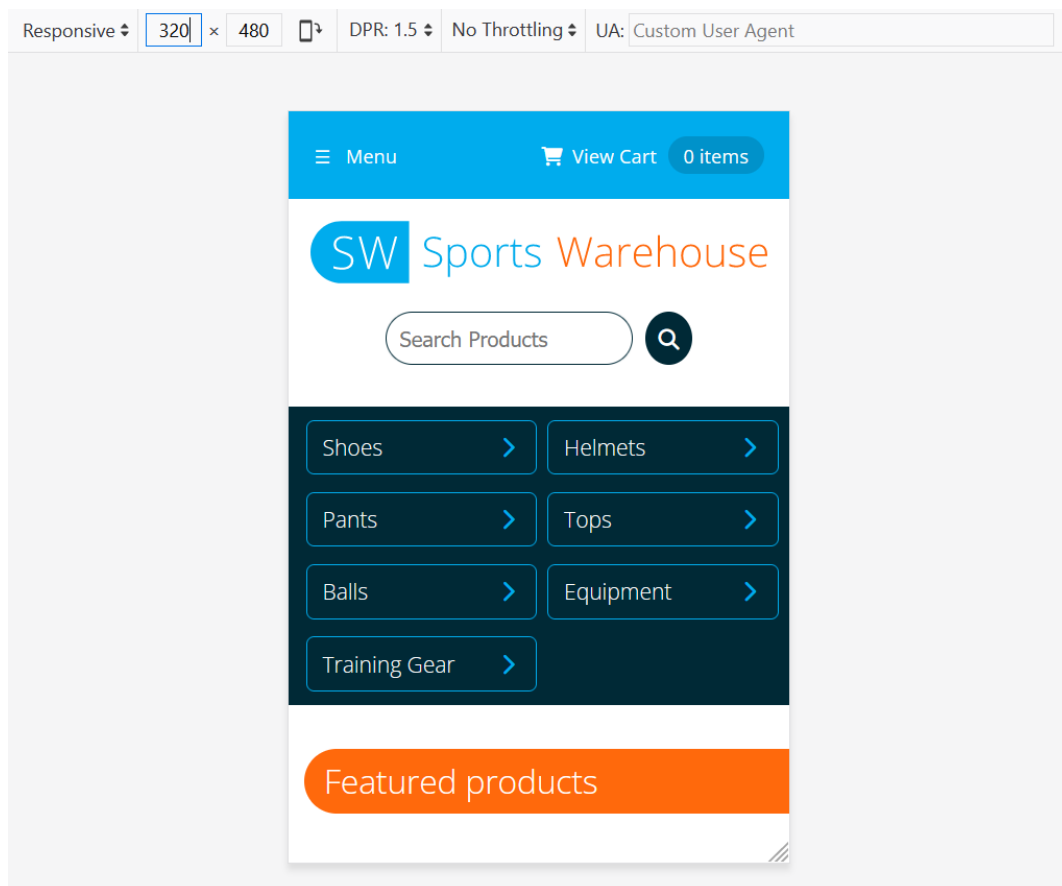 Responsive 320 × 480 DPR: 1.5 No Throttling UA: Custom User Agent
☰ Menu View Cart 0 items
SW Sports Warehouse
Search Products
Shoes Helmets
Pants Tops
Balls Equipment
Training Gear
Featured products